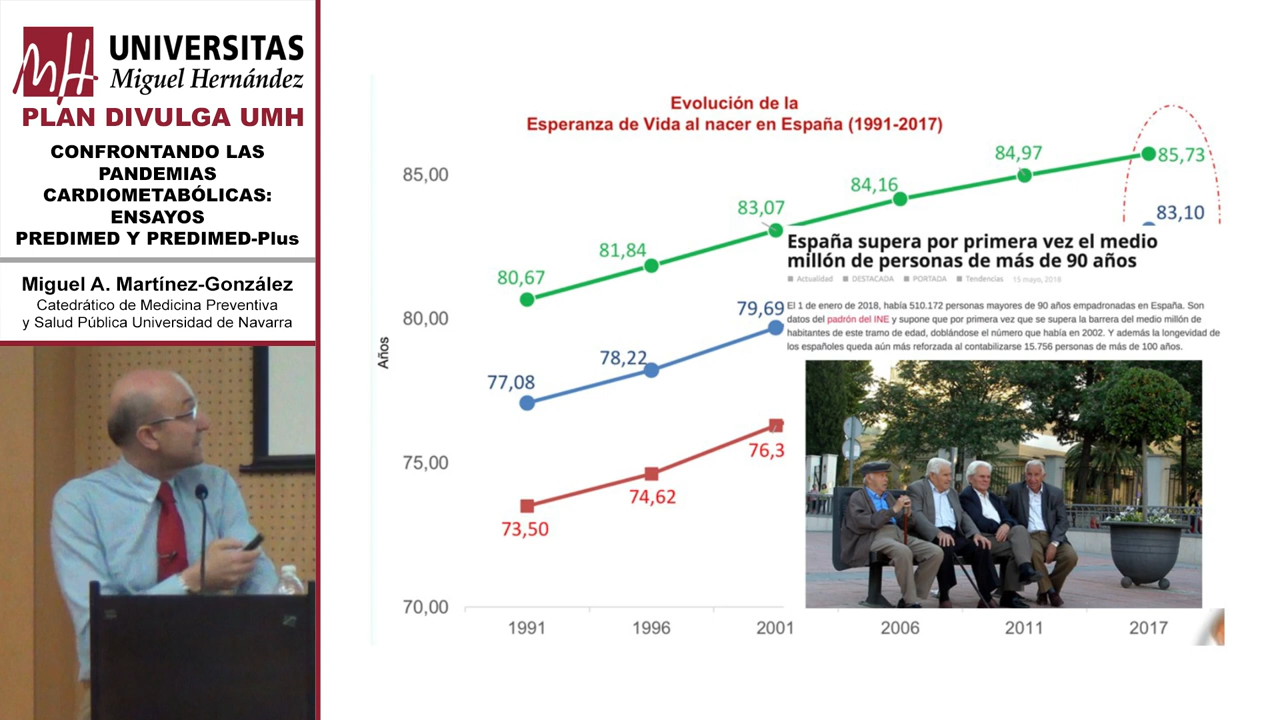 UNIVERSITAS
Miguel Hernández
PLAN DIVULGA UMH
CONFRONTANDO LAS
PANDEMIAS
CARDIOMETABÓLICAS:
ENSAYOS
PREDIMED Y PREDIMED-Plus
Miguel A. Martínez-González
Catedrático de Medicina Preventiva
y Salud Pública Universidad de Navarra
Evolución de la
Esperanza de Vida al nacer en España (1991-2017)
85,00
80,00
75,00
70,00
Años
80,67
81,84
83,07
84,16
84,97
85,73
83,10
77,08
78,22
79,69
73,50
74,62
76,3
España supera por primera vez el medio
millón de personas de más de 90 años
Actualidad DESTACADA PORTADA Tendencias 15 mayo, 2018
El 1 de enero de 2018, había 510.172 personas mayores de 90 años empadronadas en España. Son
datos del padrón del INE y supone que por primera vez que se supera la barrera del medio millón de
habitantes de este tramo de edad, doblándose el número que había en 2002. Y además la longevidad de
los españoles queda aún más reforzada al contabilizarse 15.756 personas de más de 100 años.
1991 1996 2001 2006 2011 2017